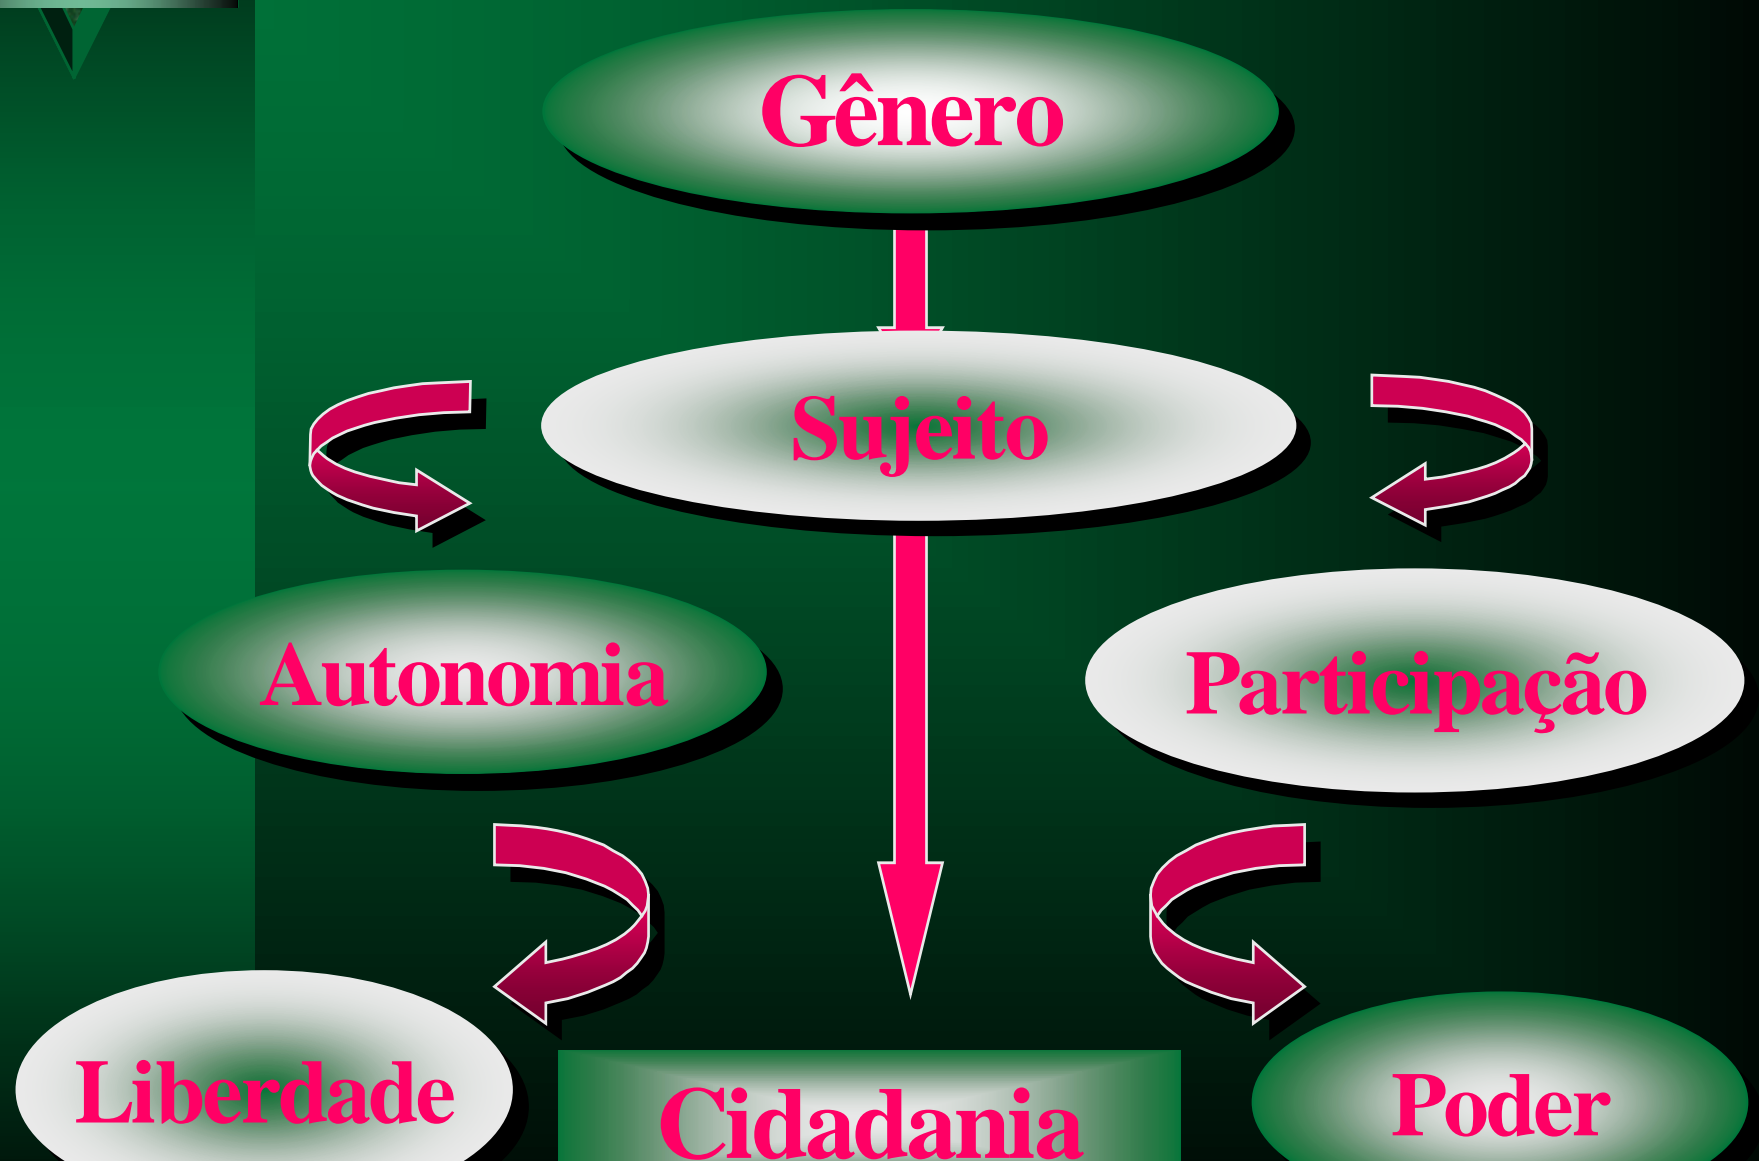 Gênero
Sujeito
Autonomia
Participação
Liberdade
Cidadania
Poder